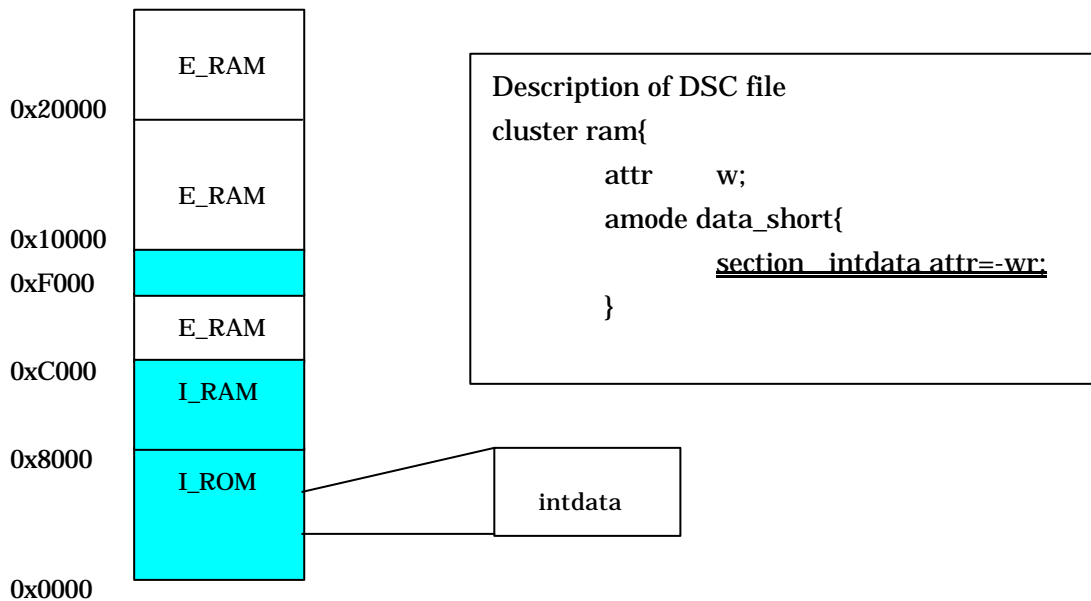 E_RAM
0x20000
E_RAM
0x10000
0xF000
E_RAM
0xC000
I_RAM
0x8000
I_ROM
0x0000
Description of DSC file
cluster ram{
attr w;
amode data_short{
section intdata attr=-wr;
}
intdata